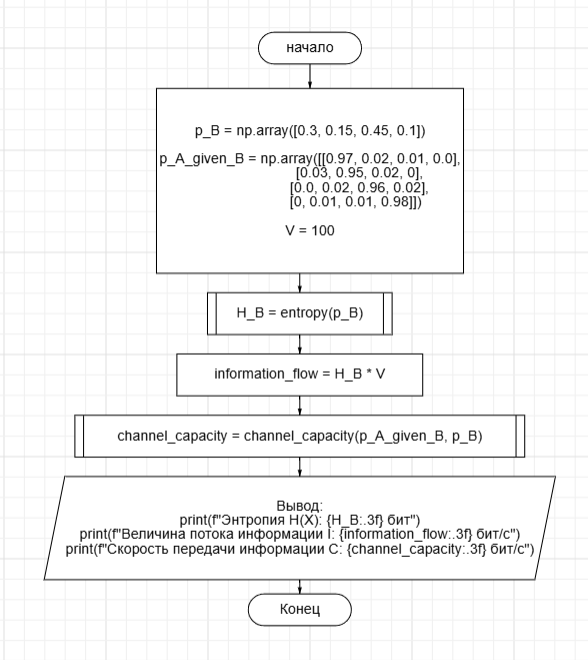 начало
p_B = np.array([0.3, 0.15, 0.45, 0.1])
p_A_given_B = np.array([[0.97, 0.02, 0.01, 0.0],
[0.03, 0.95, 0.02, 0],
[0.0, 0.02, 0.96, 0.02],
[0, 0.01, 0.01, 0.98]])
V = 100
H_B = entropy(p_B)
information_flow = H_B * V
channel_capacity = channel_capacity(p_A_given_B, p_B)
Вывод:
print(f"Энтропия H(X): {H_B:.3f} бит")
print(f"Величина потока информации I: {information_flow:.3f} бит/с")
print(f"Скорость передачи информации C: {channel_capacity:.3f} бит/с")
Конец